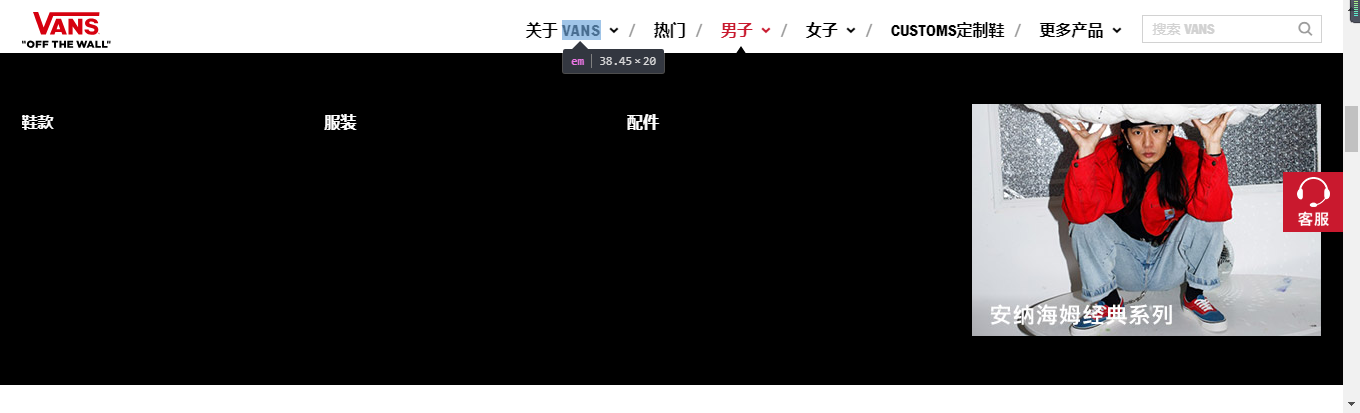 VANS
"OFF THE WALL"
关于 VANS / 热门 / 男子 / 女子 / CUSTOMS定制鞋 / 更多产品
搜索 VANS
em 38.45×20
鞋款
服装
配件
安纳海姆经典系列
客服